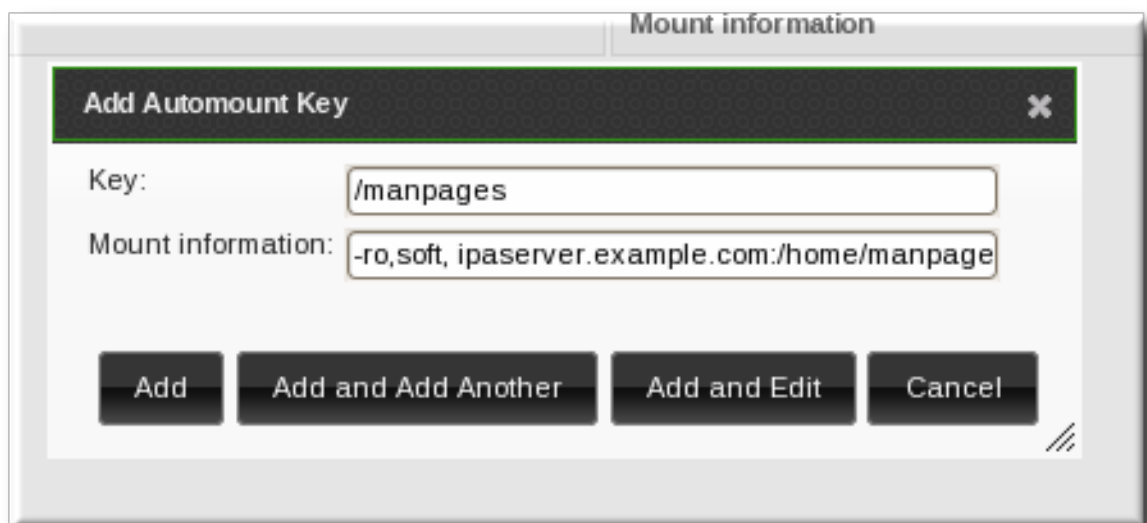 Mount information
Add Automount Key
Key:
/manpages
Mount information:
-ro,soft, ipaserver.example.com:/home/manpage
Add
Add and Add Another
Add and Edit
Cancel